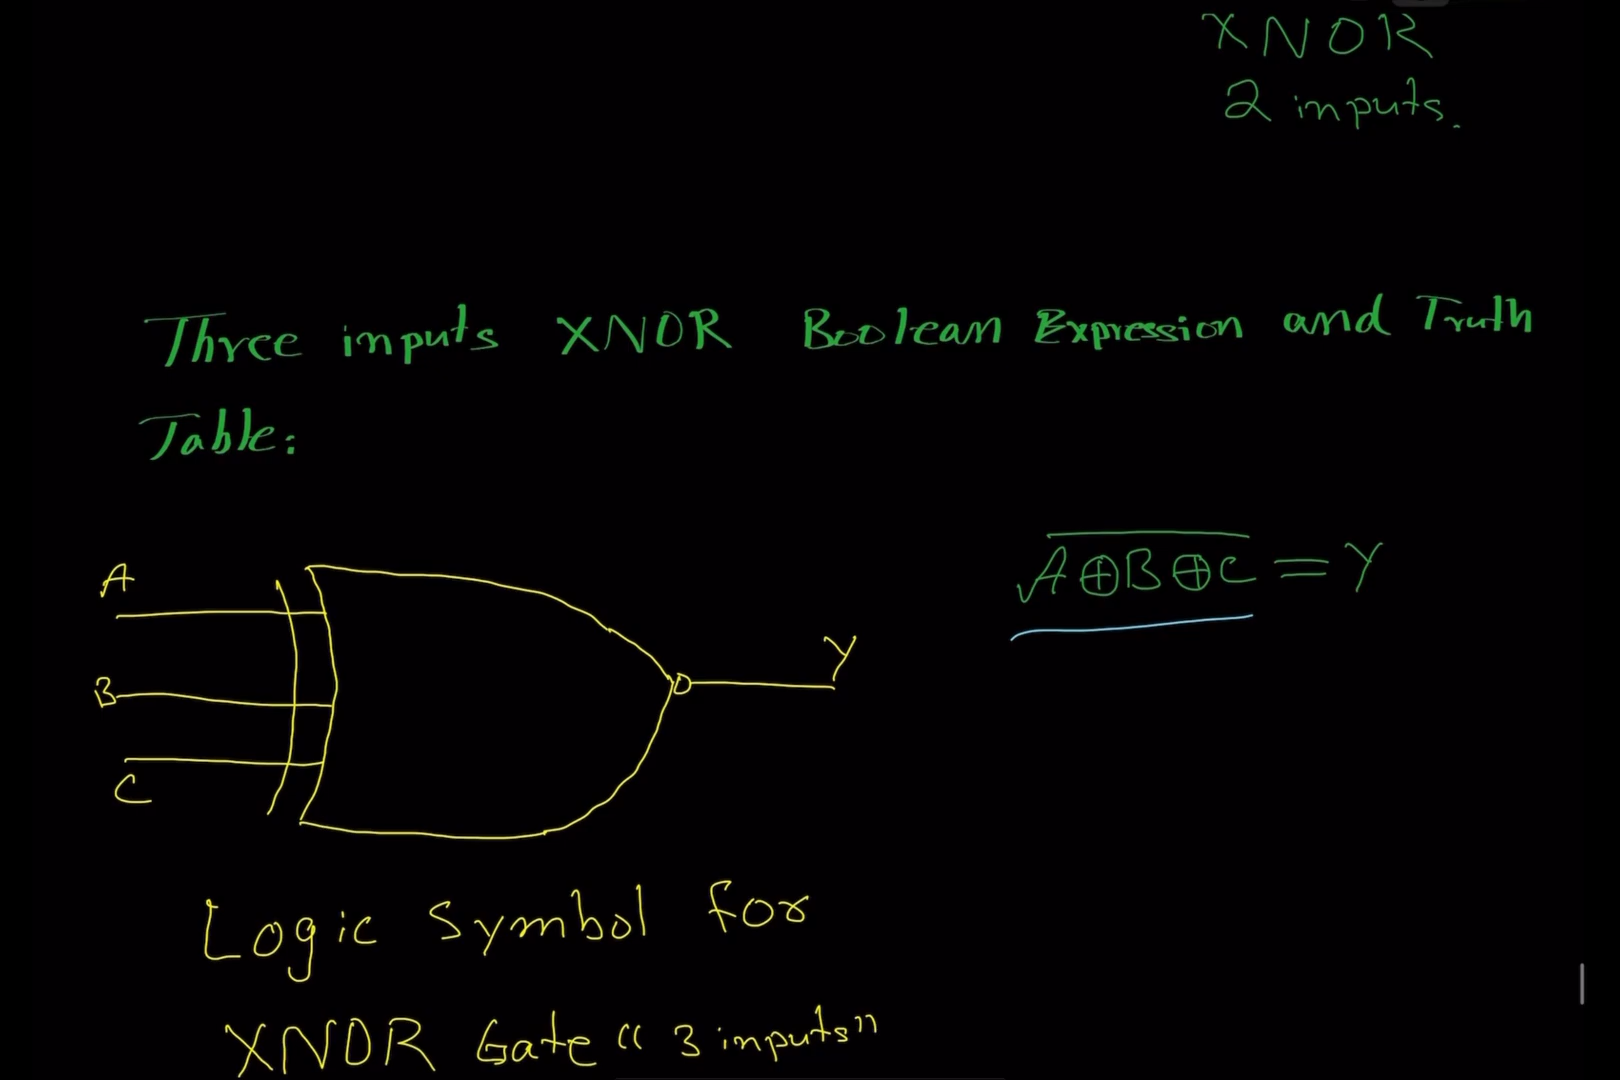 XNOR
2 inputs.
Three inputs XNOR Boolean Expression and Truth
Table:
A
B
C
Y
A⊕B⊕C̅ = Y
Logic Symbol for
XNOR Gate "3 inputs"